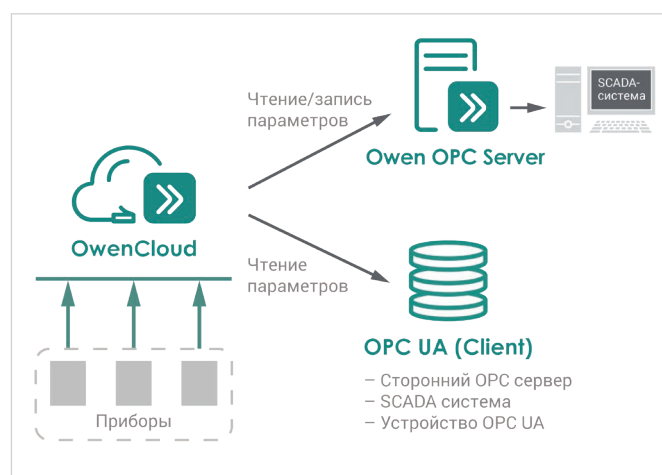 Чтение/запись
параметров
SCADA-
система
Owen OPC Server
OwenCloud
Чтение
параметров
OPC UA (Client)
– Сторонний OPC сервер
– SCADA система
– Устройство OPC UA
Приборы